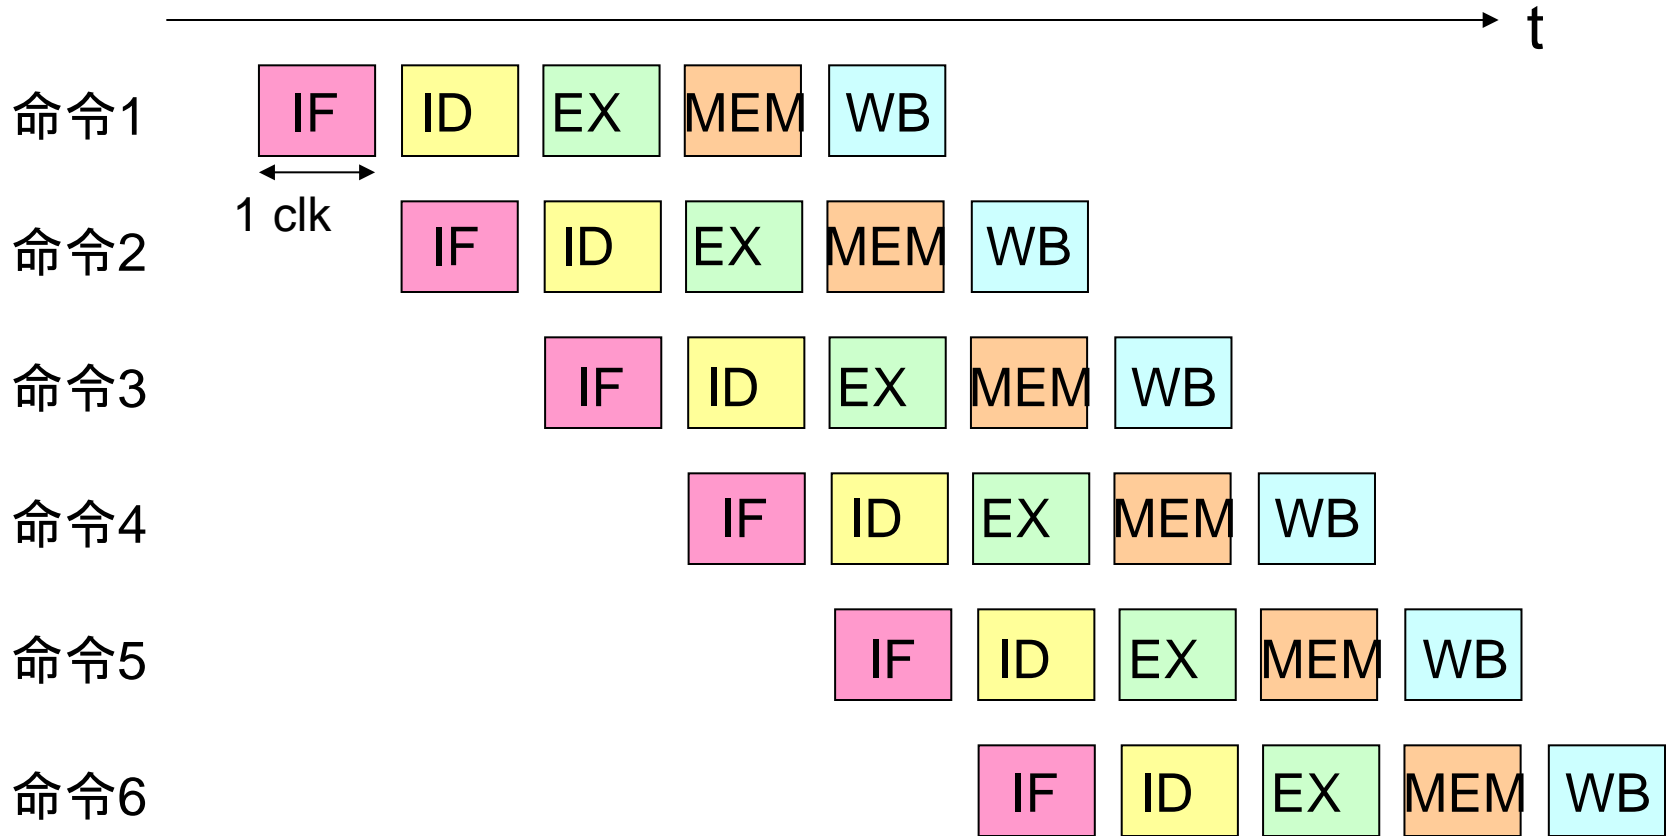 t
命令1 IF ID EX MEM WB
1 clk
命令2 IF ID EX MEM WB
命令3 IF ID EX MEM WB
命令4 IF ID EX MEM WB
命令5 IF ID EX MEM WB
命令6 IF ID EX MEM WB